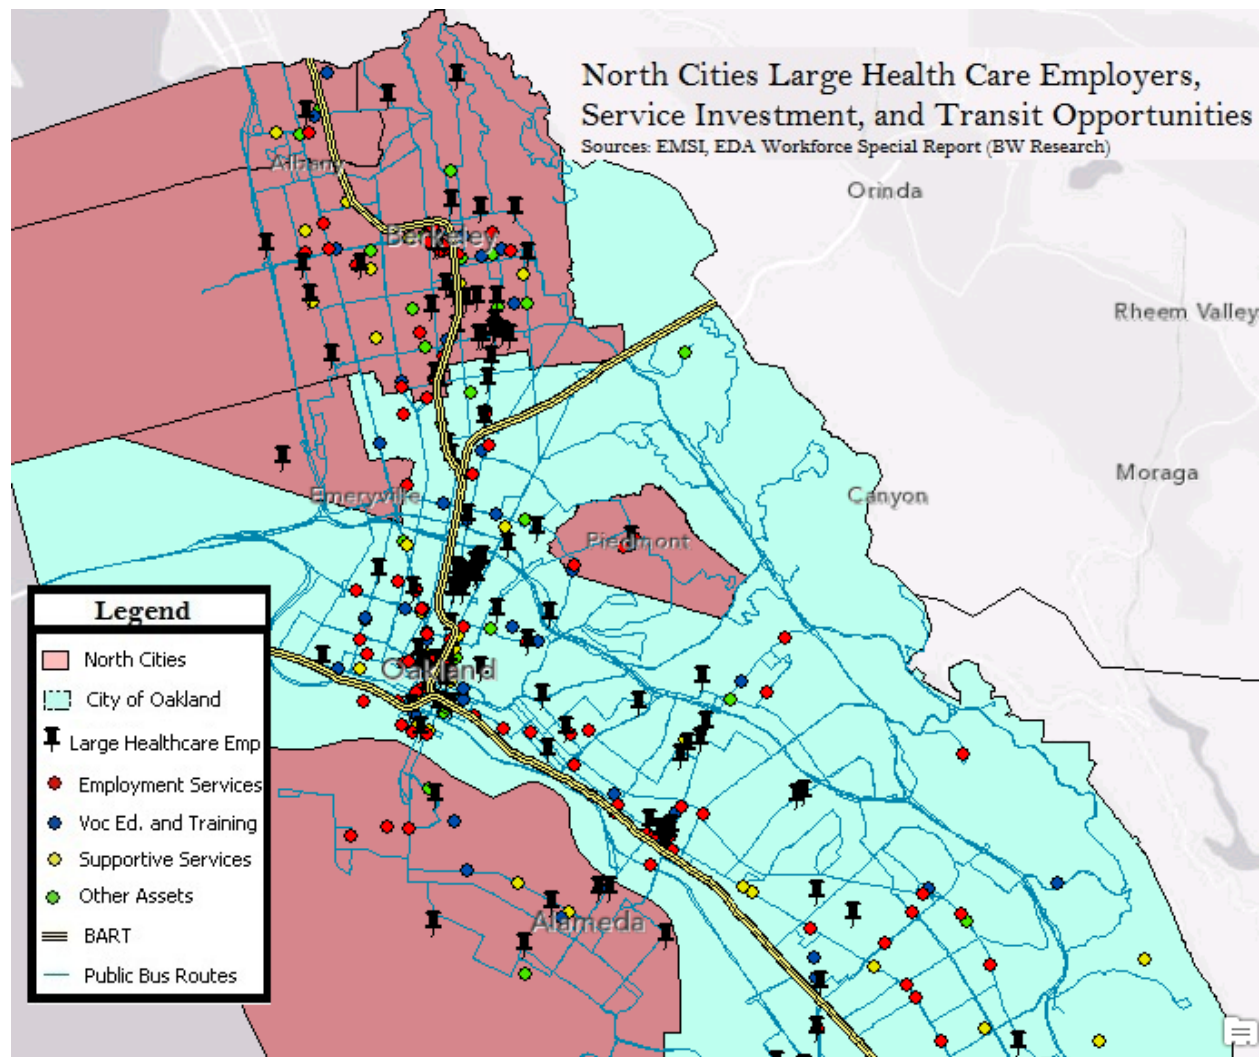 North Cities Large Health Care Employers,
Service Investment, and Transit Opportunities
Sources: EMSI, EDA Workforce Special Report (BW Research)
Albany
Orinda
Berkeley
Rheem Valley
Moraga
Emeryville
Canyon
Piedmont
Oakland
Alameda
Legend
North Cities
City of Oakland
Large Healthcare Emp
Employment Services
Voc Ed. and Training
Supportive Services
Other Assets
BART
Public Bus Routes